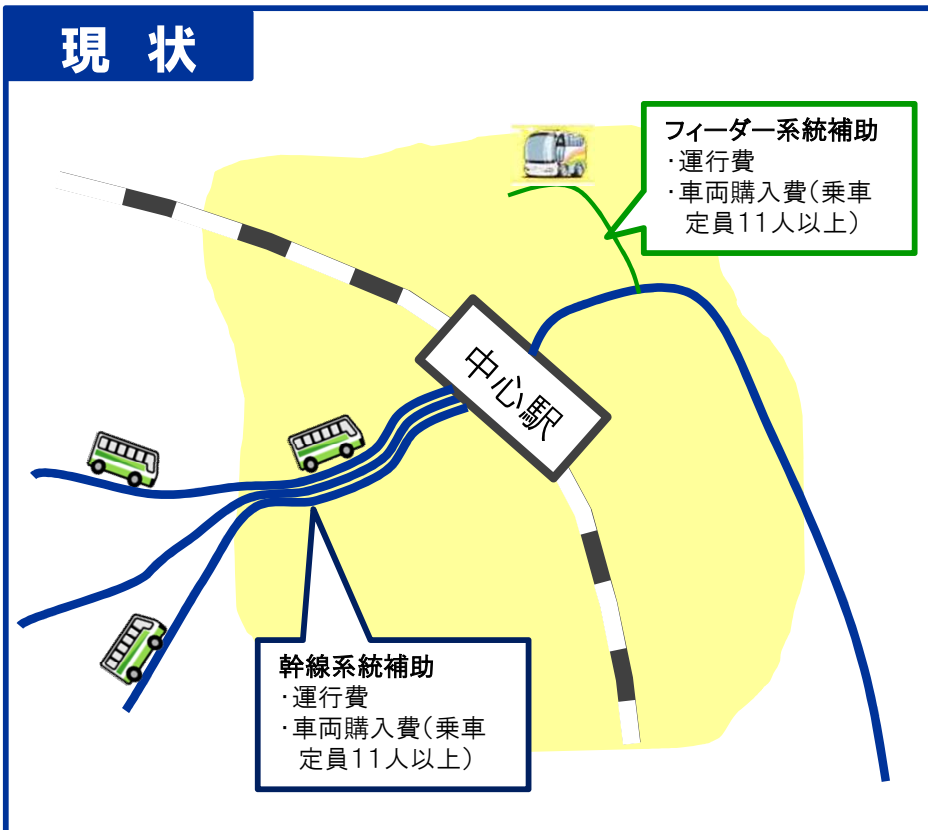 現 状
フィーダー系統補助
・運行費
・車両購入費（乗車
定員11人以上）
中心駅
幹線系統補助
・運行費
・車両購入費（乗車
定員11人以上）